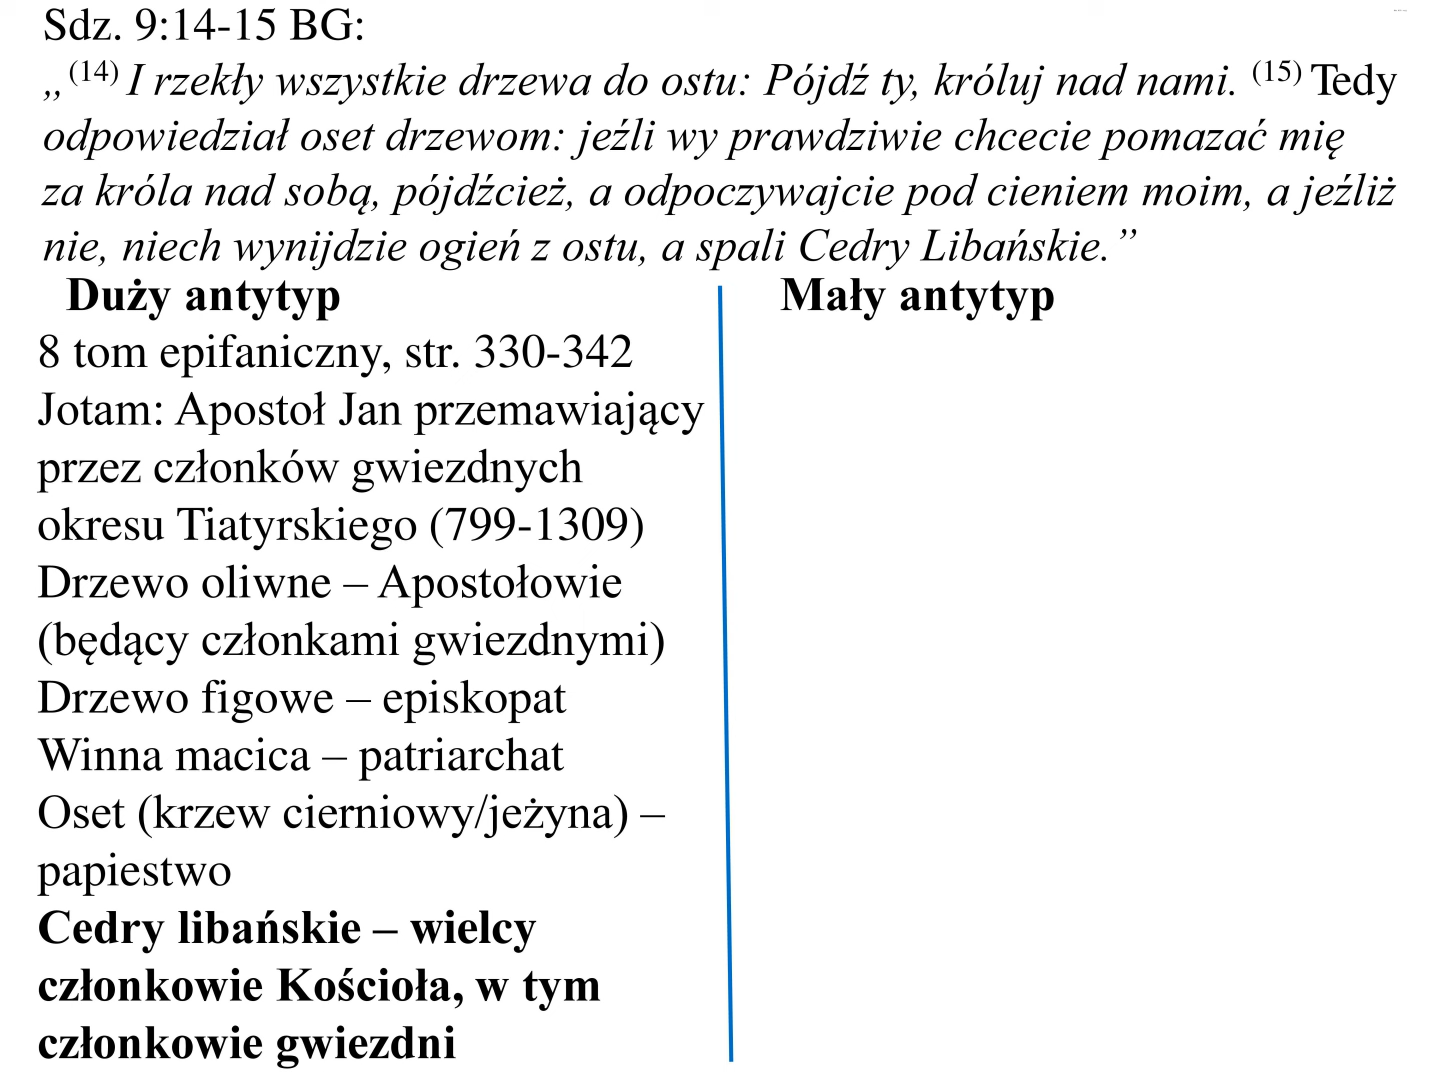 Sdz. 9:14-15 BG:
„(14) I rzekły wszystkie drzewa do ostu: Pójdź ty, króluj nad nami. (15) Tedy
odpowiedział oset drzewom: jeźli wy prawdziwie chcecie pomazać mię
za króla nad sobą, pójdźcież, a odpoczywajcie pod cieniem moim, a jeźliż
nie, niech wynijdzie ogień z ostu, a spali Cedry Libańskie.”
Duży antytyp
8 tom epifaniczny, str. 330-342
Jotam: Apostoł Jan przemawiający
przez członków gwiezdnych
okresu Tiatyrskiego (799-1309)
Drzewo oliwne – Apostołowie
(będący członkami gwiezdnymi)
Drzewo figowe – episkopat
Winna macica – patriarchat
Oset (krzew cierniowy/jeżyna) –
papiestwo
Cedry libańskie – wielcy
członkowie Kościoła, w tym
członkowie gwiezdni
Mały antytyp